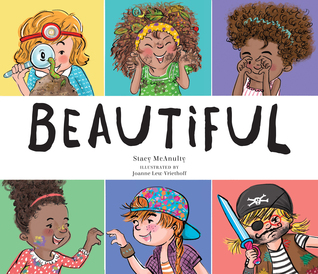 BEAUTIFUL
Stacy McAnulty
ILLUSTRATED BY
Joanne Lew-Vriethoff